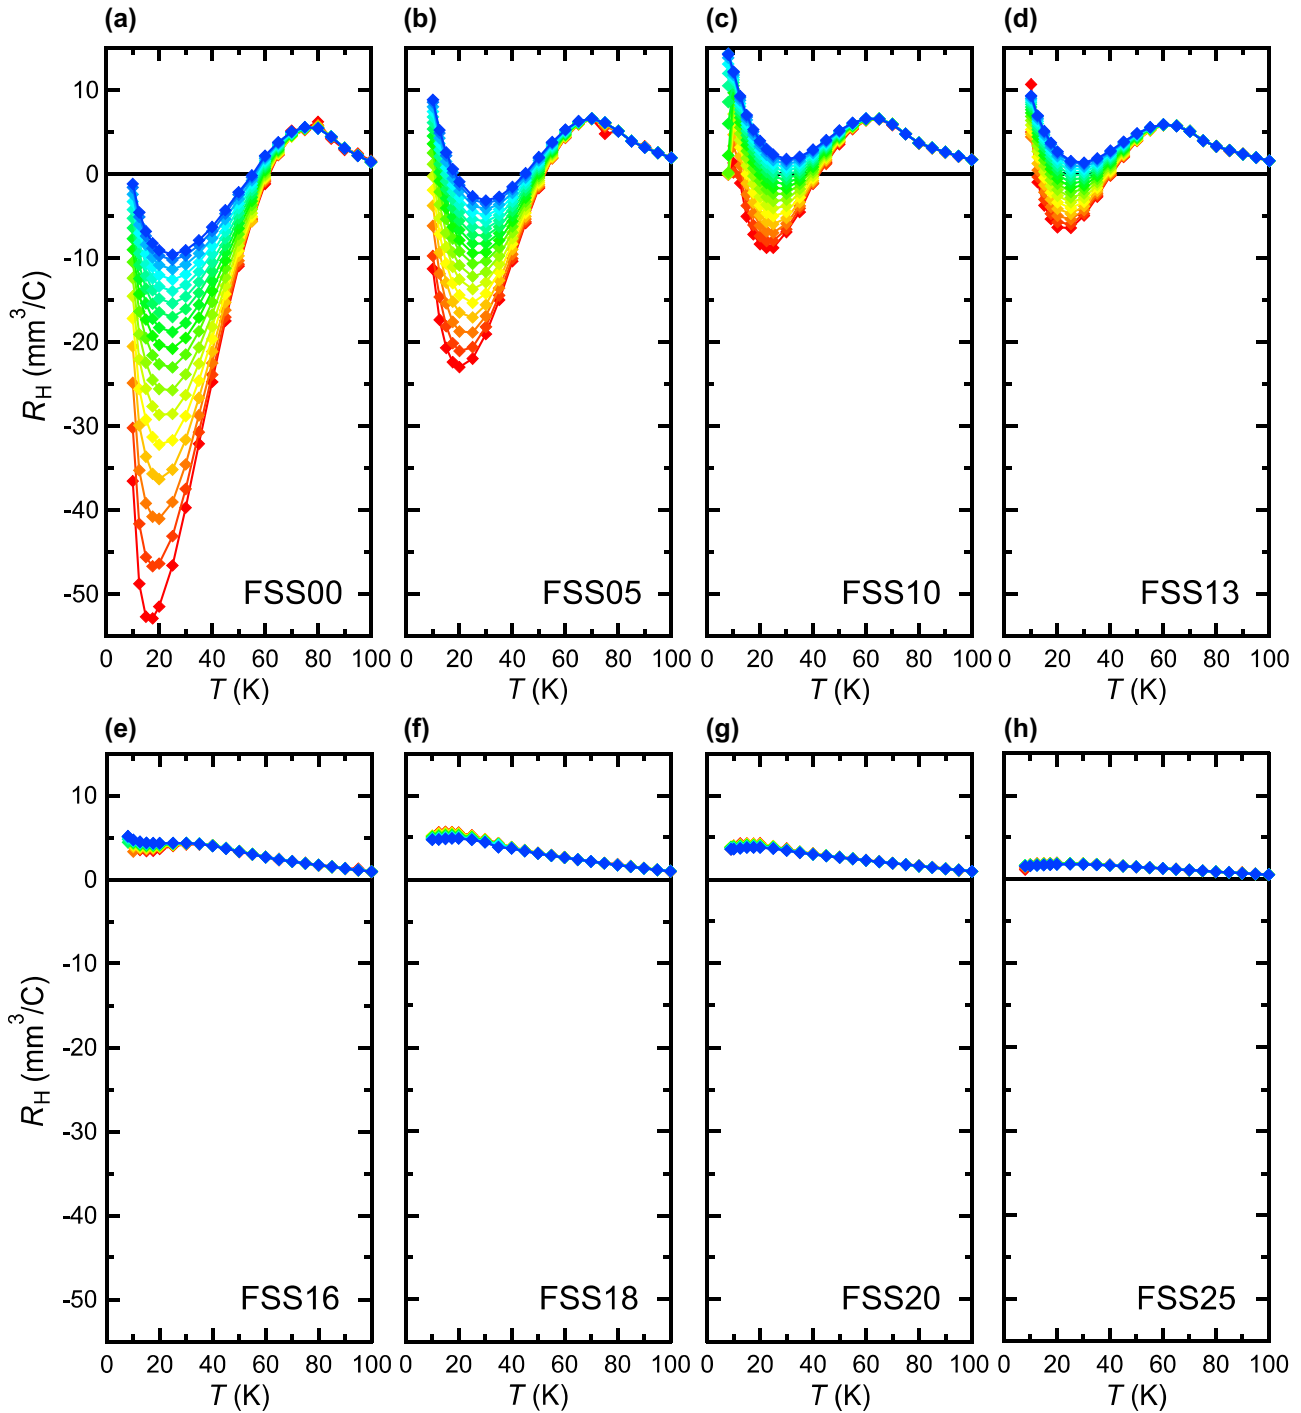 (a) (b) (c) (d)
10
0
-10
-20
-30
-40
-50
R_H (mm^3/C)
FSS00 FSS05 FSS10 FSS13
0 20 40 60 80 100 0 20 40 60 80 100 0 20 40 60 80 100 0 20 40 60 80 100
T (K) T (K) T (K) T (K)
(e) (f) (g) (h)
10
0
-10
-20
-30
-40
-50
R_H (mm^3/C)
FSS16 FSS18 FSS20 FSS25
0 20 40 60 80 100 0 20 40 60 80 100 0 20 40 60 80 100 0 20 40 60 80 100
T (K) T (K) T (K) T (K)